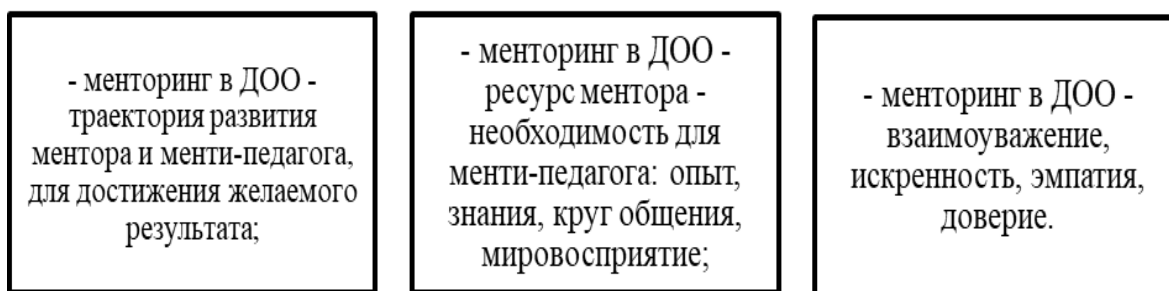 - менторинг в ДОО -
траектория развития
ментора и менти-педагога,
для достижения желаемого
результата;
- менторинг в ДОО -
ресурс ментора -
необходимость для
менти-педагога: опыт,
знания, круг общения,
мировосприятие;
- менторинг в ДОО -
взаимоуважение,
искренность, эмпатия,
доверие.